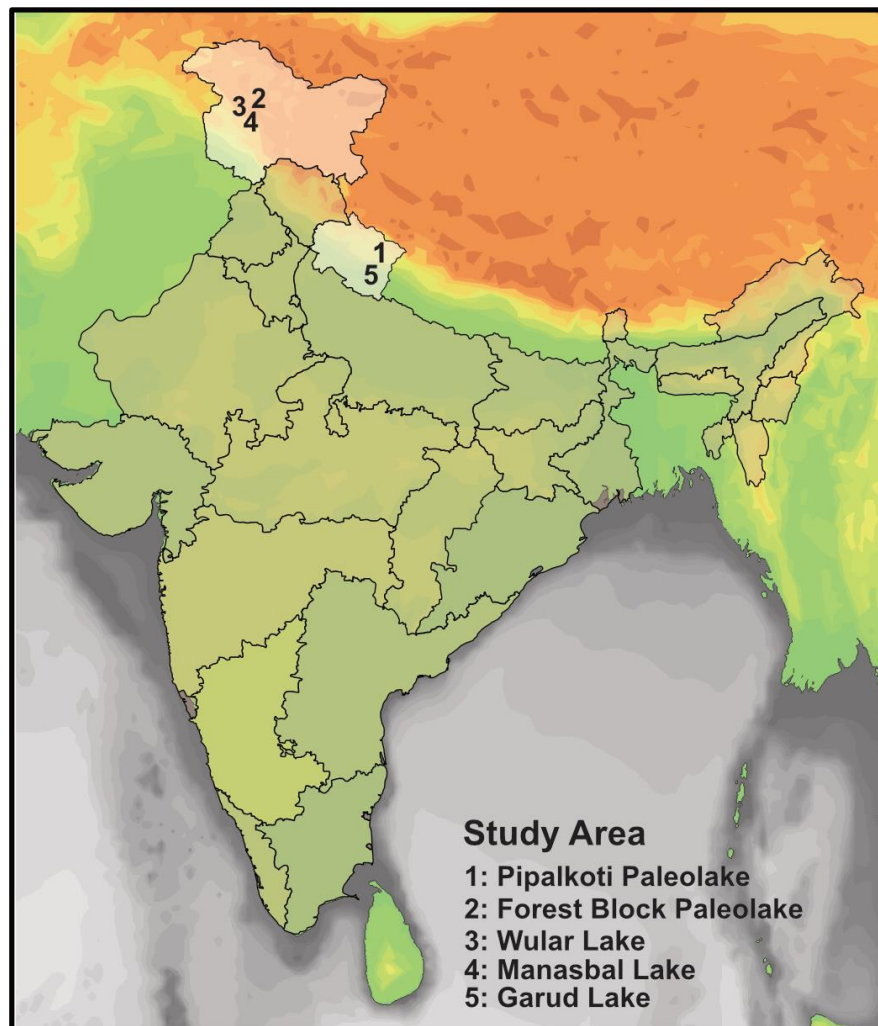 2
3
4
1
5
Study Area
1: Pipalkoti Paleolake
2: Forest Block Paleolake
3: Wular Lake
4: Manasbal Lake
5: Garud Lake